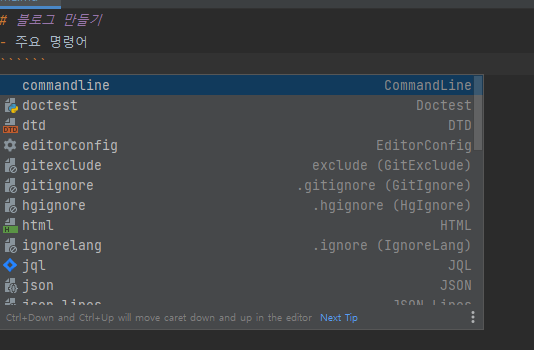 # 블로그 만들기
- 주요 명령어
``````
commandline CommandLine
doctest Doctest
dtd DTD
editorconfig EditorConfig
gitexclude exclude (GitExclude)
gitignore .gitignore (GitIgnore)
hgignore .hgignore (HgIgnore)
html HTML
ignorelang .ignore (IgnoreLang)
jql JQL
json JSON
json lines JSON Lines
Ctrl+Down and Ctrl+Up will move caret down and up in the editor Next Tip